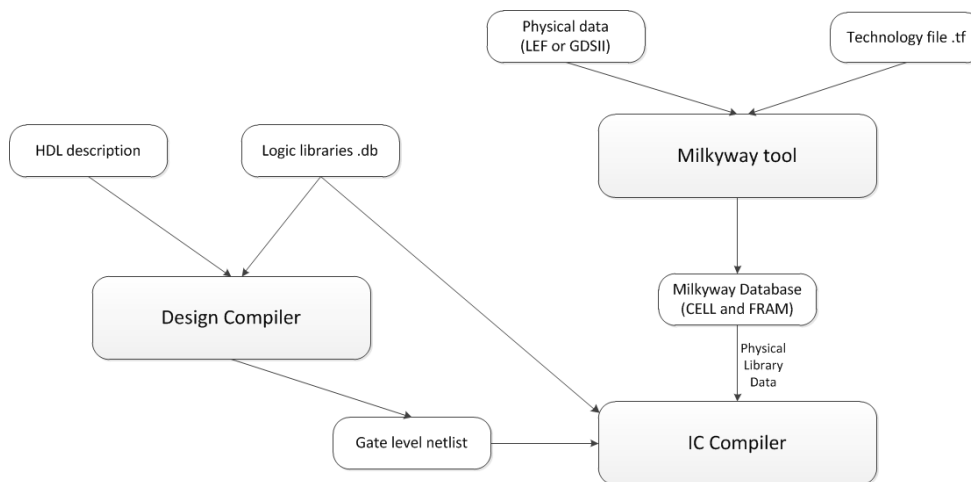 Physical data
(LEF or GDSII)
Technology file .tf
HDL description
Logic libraries .db
Milkyway tool
Design Compiler
Milkyway Database
(CELL and FRAM)
Physical
Library
Data
Gate level netlist
IC Compiler